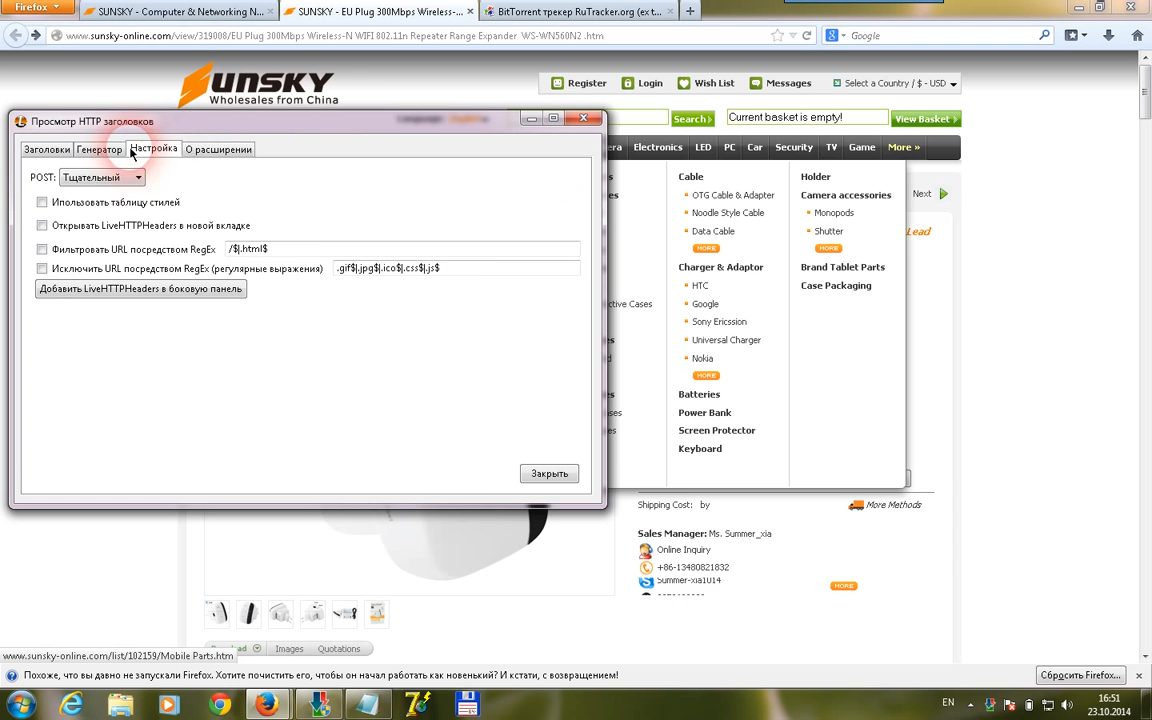 Firefox
SUNSKY - Computer & Networking N...
SUNSKY - EU Plug 300Mbps Wireless-...
BitTorrent трекер RuTracker.org (ex t...
www.sunsky-online.com/view/319008/EU Plug 300Mbps Wireless-N WIFI 802.11n Repeater Range Expander WS-WN560N2 .htm
Google
SUNSKY
Wholesales from China
Register
Login
Wish List
Messages
Select a Country / $ - USD
Search
Current basket is empty!
View Basket
Electronics
LED
PC
Car
Security
TV
Game
More »
Просмотр HTTP заголовков
Заголовки
Генератор
Настройка
О расширении
POST:
Тщательный
Ипользовать таблицу стилей
Открывать LiveHTTPHeaders в новой вкладке
Фильтровать URL посредством RegEx
/$|.html$
Исключить URL посредством RegEx (регулярные выражения)
.gif$|.jpg$|.ico$|.css$|.js$
Добавить LiveHTTPHeaders в боковую панель
Закрыть
Cable
OTG Cable & Adapter
Noodle Style Cable
Data Cable
MORE
Charger & Adaptor
HTC
Google
Sony Ericssion
Universal Charger
Nokia
MORE
Batteries
Power Bank
Screen Protector
Keyboard
Holder
Camera accessories
Monopods
Shutter
MORE
Brand Tablet Parts
Case Packaging
Next
Lead
ctive Cases
Shipping Cost: by
More Methods
Sales Manager: Ms. Summer_xia
Online Inquiry
+86-13480821832
Summer-xia1014
MORE
Images
Quotations
www.sunsky-online.com/list/102159/Mobile Parts.htm
Похоже, что вы давно не запускали Firefox. Хотите почистить его, чтобы он начал работать как новенький? И кстати, с возвращением!
Сбросить Firefox...
EN
16:51
23.10.2014